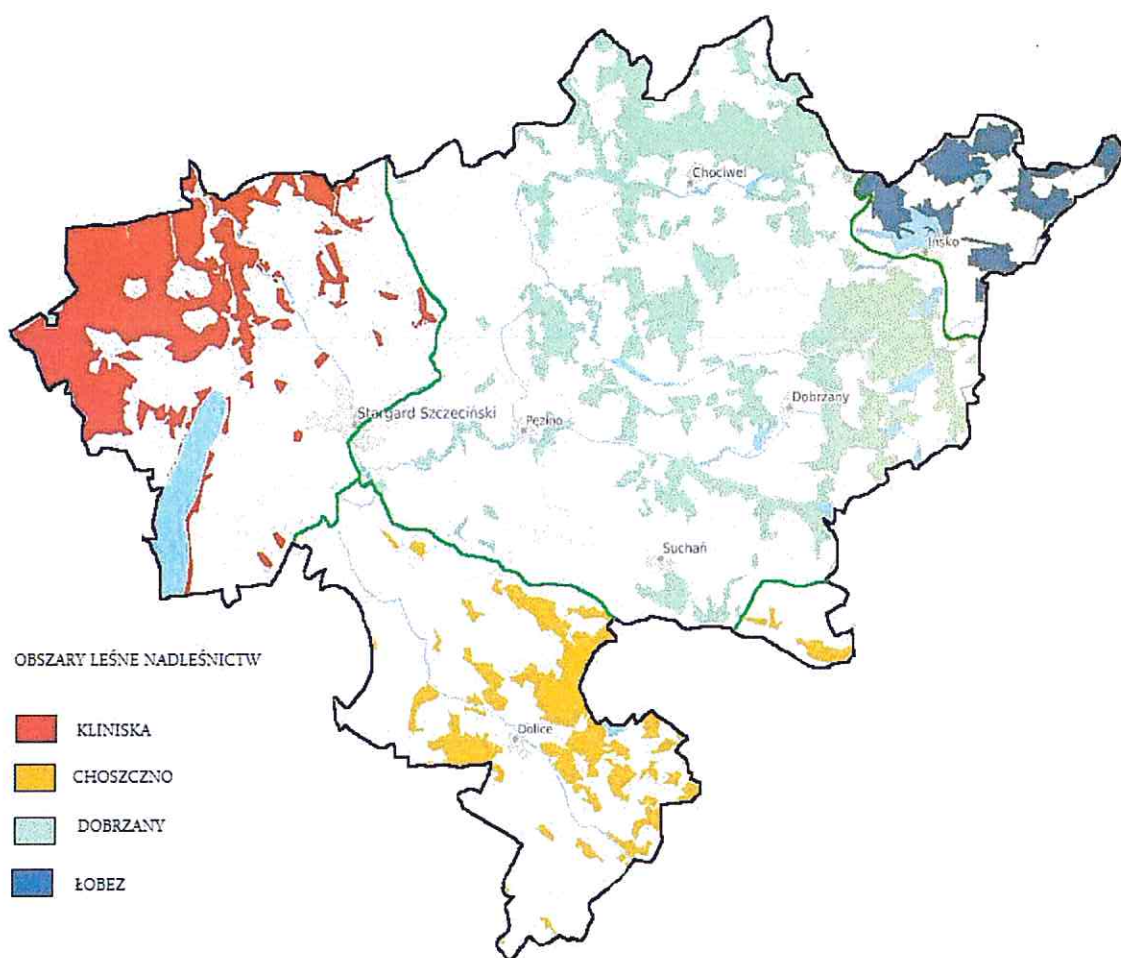 Chociwel
Ińsko
Dobrzany
Stargard Szczeciński
Pęzino
Suchań
Dolice
OBSZARY LEŚNE NADLEŚNICTW
KLINISKA
CHOSZCZNO
DOBRZANY
ŁOBEZ